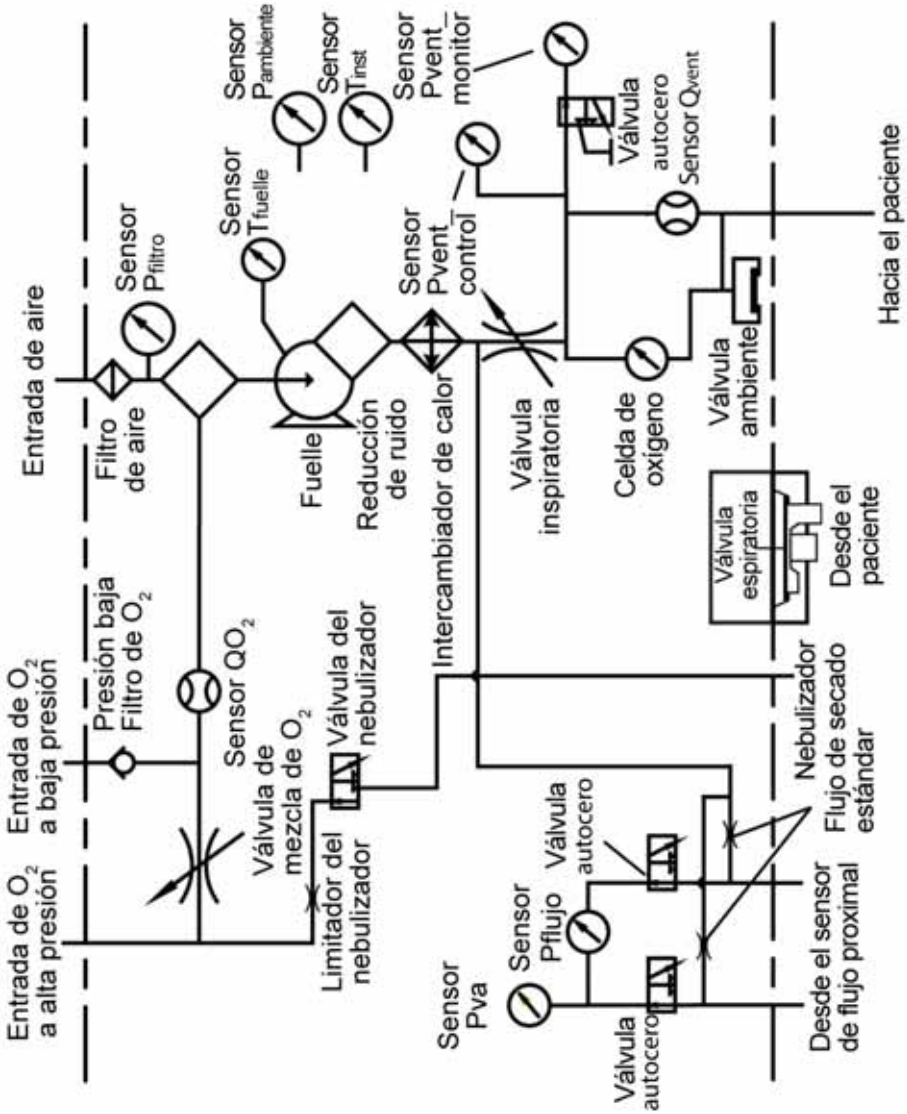 Entrada de O2
a alta presión
Entrada de O2
a baja presión
Entrada de aire
Presión baja
Filtro de O2
Filtro
de aire
Sensor
Pfiltro
Sensor QO2
Válvula de
mezcla de O2
Sensor
Tfuelle
Sensor
Pambiente
Sensor
Tinst
Fuelle
Limitador del
nebulizador
Válvula del
nebulizador
Reducción
de ruido
Intercambiador de calor
Sensor
Pvent_
control
Sensor
Pvent_
monitor
Sensor
Pva
Sensor
Pflujo
Válvula
autocero
Válvula
inspiratoria
Válvula
autocero
Sensor Qvent
Válvula
autocero
Celda de
oxígeno
Válvula
ambiente
Válvula
espiratoria
Desde el sensor
de flujo proximal
Flujo de secado
estándar
Nebulizador
Desde el
paciente
Hacia el paciente